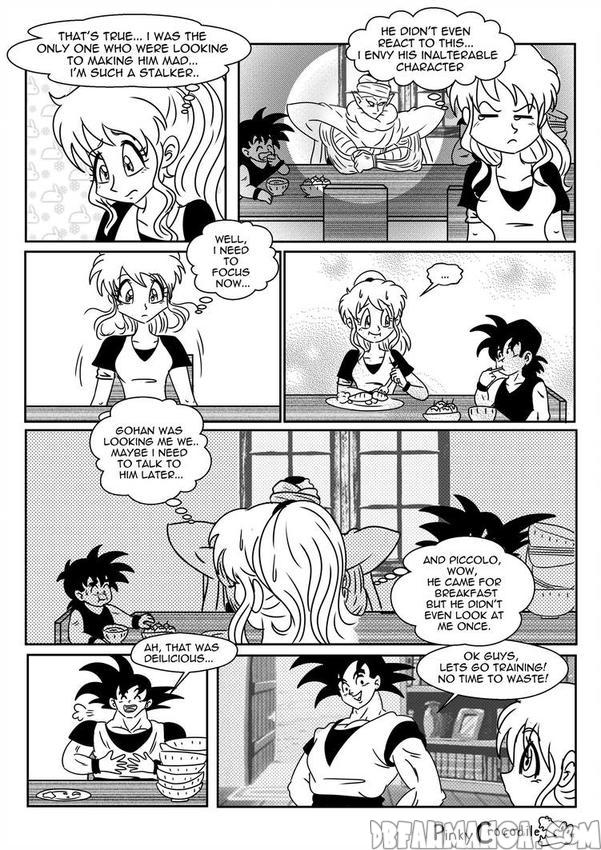 THAT'S TRUE... I WAS THE
ONLY ONE WHO WERE LOOKING
TO MAKING HIM MAD...
I'M SUCH A STALKER..
HE DIDN'T EVEN
REACT TO THIS...
I ENVY HIS INALTERABLE
CHARACTER
WELL,
I NEED
TO
FOCUS
NOW...
...
GOHAN WAS
LOOKING ME WE..
MAYBE I NEED
TO TALK TO
HIM LATER...
AND PICCOLO,
WOW,
HE CAME FOR
BREAKFAST
BUT HE DIDN'T
EVEN LOOK AT
ME ONCE.
AH, THAT WAS
DEILICIOUS...
OK GUYS,
LETS GO TRAINING!
NO TIME TO WASTE!
Pinky Crocodile
DBFANMANGA.COM